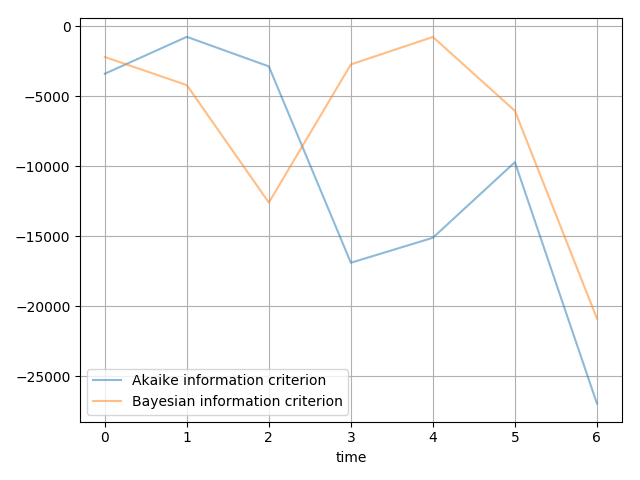 0
−5000
−10000
−15000
−20000
−25000
Akaike information criterion
Bayesian information criterion
0 1 2 3 4 5 6
time